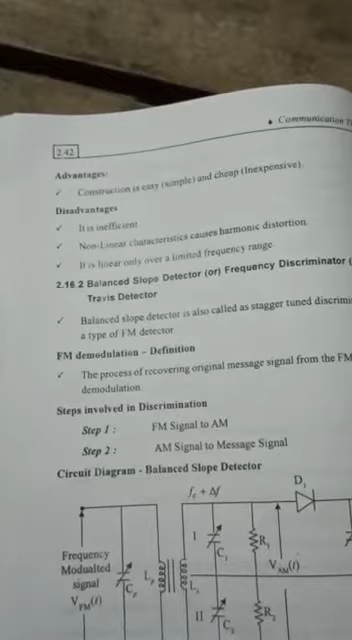 2.42
♦ Communication T
Advantages:
✓ Construction is easy (simple) and cheap (Inexpensive).
Disadvantages
✓ It is inefficient
✓ Non-Linear characteristics causes harmonic distortion.
✓ It is linear only over a limited frequency range
2.16.2 Balanced Slope Detector (or) Frequency Discriminator (
Travis Detector
✓ Balanced slope detector is also called as stagger tuned discrimi
a type of FM detector.
FM demodulation – Definition
✓ The process of recovering original message signal from the FM
demodulation.
Steps involved in Discrimination
Step 1 : FM Signal to AM
Step 2 : AM Signal to Message Signal
Circuit Diagram - Balanced Slope Detector
fc + Δf
D1
I
C1
R1
VAM(t)
Frequency
Modualted
signal
VFM(t)
Cp
Lp
Ls
II
C2
R2